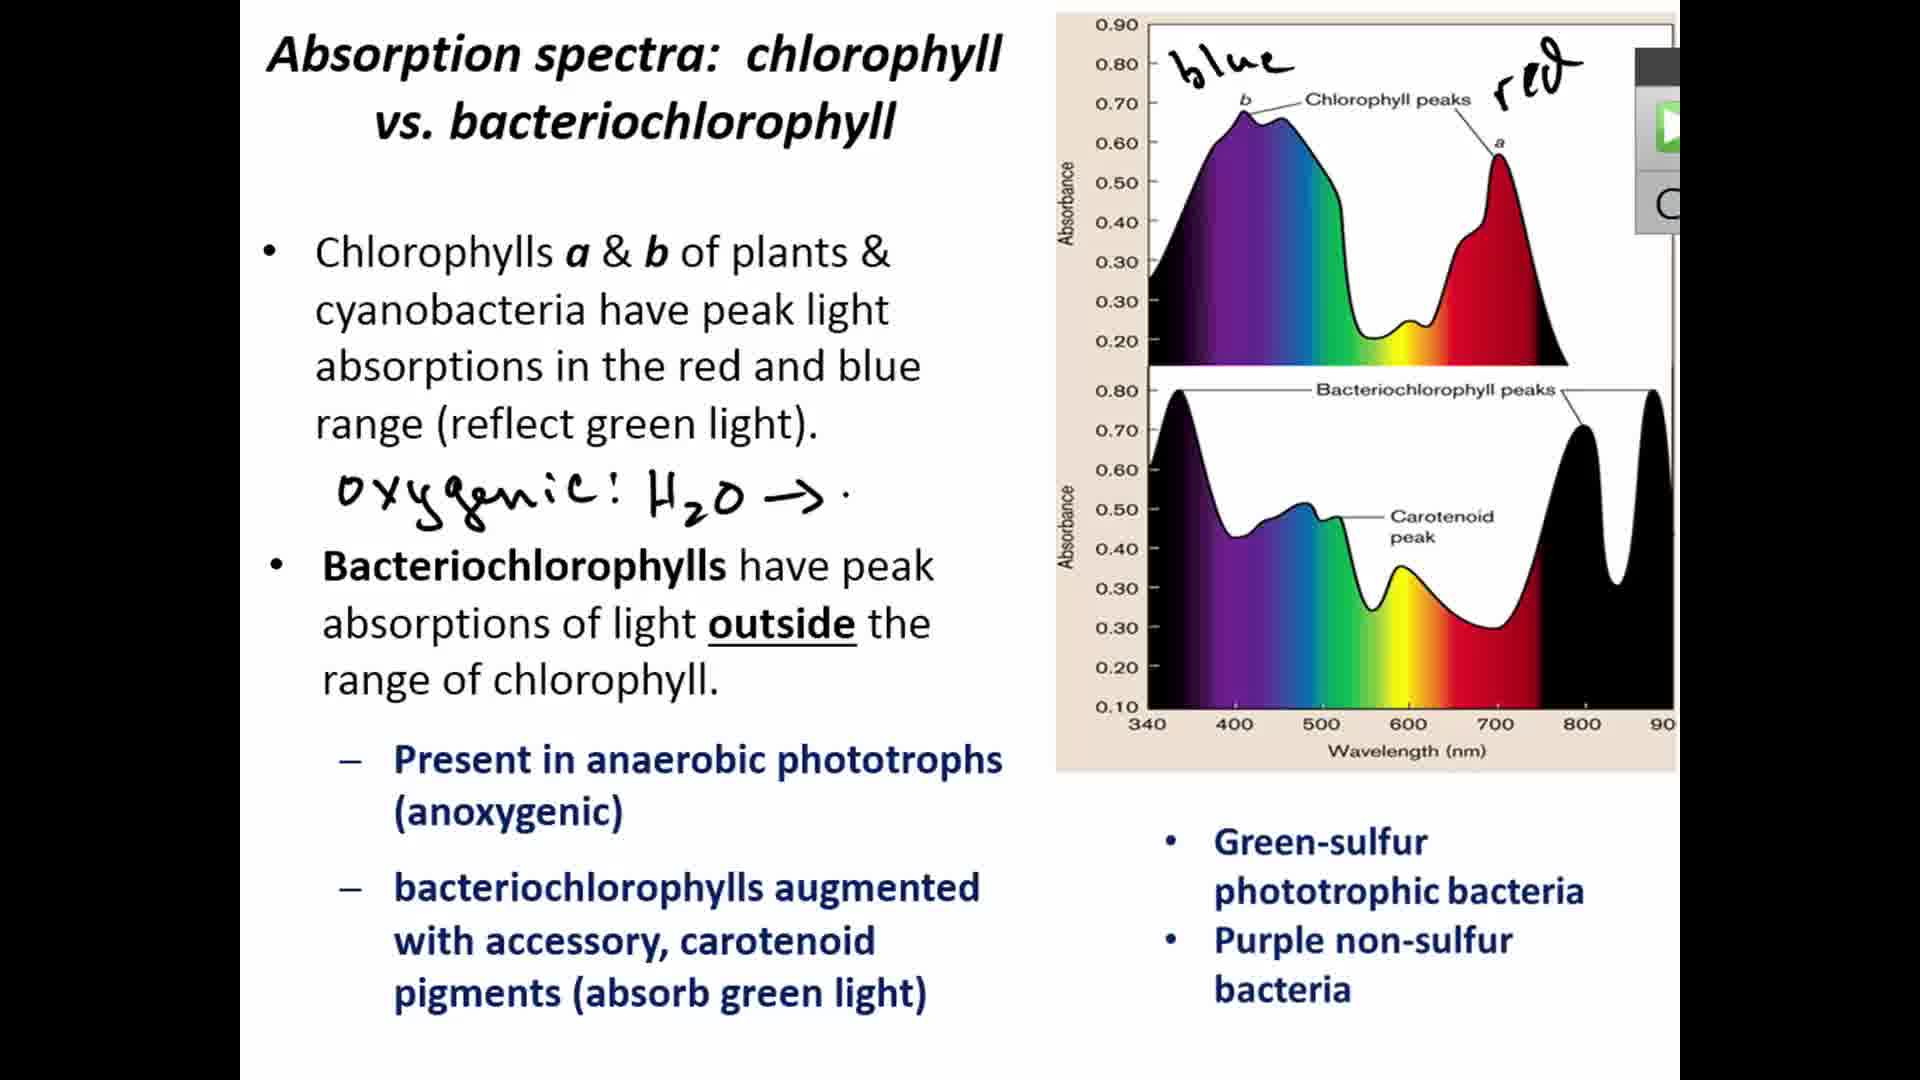 Absorption spectra: chlorophyll
vs. bacteriochlorophyll
• Chlorophylls a & b of plants &
cyanobacteria have peak light
absorptions in the red and blue
range (reflect green light).
oxygenic: H2O → ·
• Bacteriochlorophylls have peak
absorptions of light outside the
range of chlorophyll.
– Present in anaerobic phototrophs
(anoxygenic)
– bacteriochlorophylls augmented
with accessory, carotenoid
pigments (absorb green light)
blue
red
0.90
0.80
0.70
0.60
0.50
0.40
0.30
0.30
0.20
Absorbance
b
Chlorophyll peaks
a
0.80
0.70
0.60
0.50
0.40
0.30
0.30
0.20
0.10
Absorbance
Bacteriochlorophyll peaks
Carotenoid
peak
340 400 500 600 700 800 90
Wavelength (nm)
• Green-sulfur
phototrophic bacteria
• Purple non-sulfur
bacteria